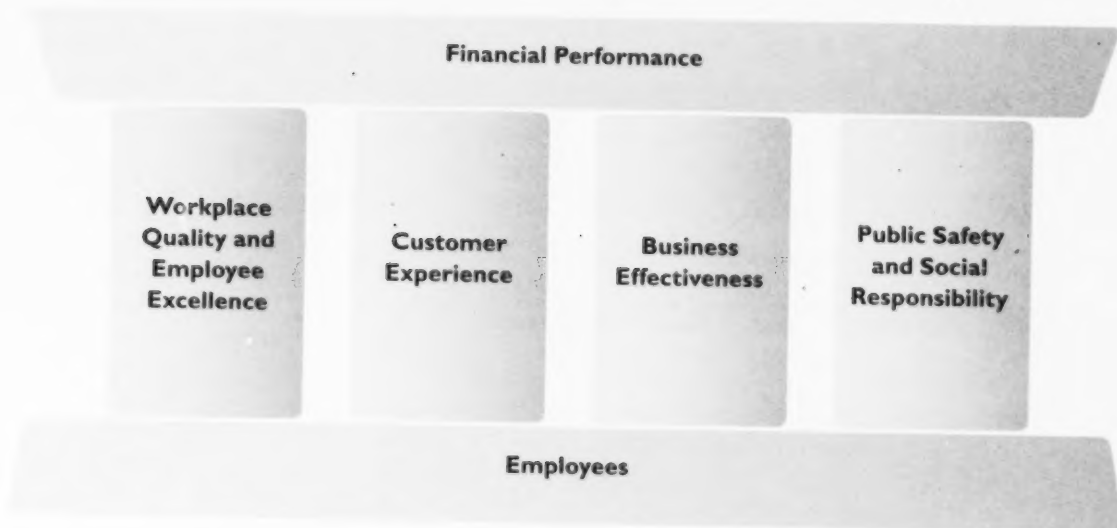 Financial Performance
Workplace
Quality and
Employee
Excellence
Customer
Experience
Business
Effectiveness
Public Safety
and Social
Responsibility
Employees